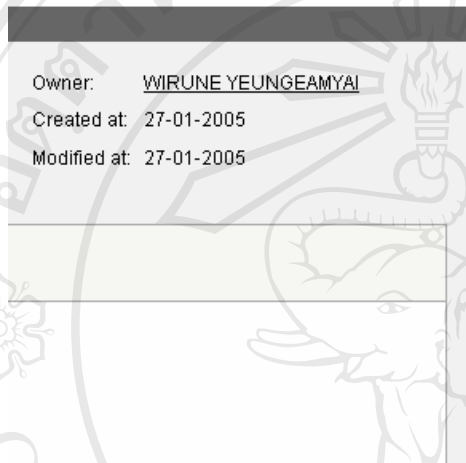 Owner: WIRUNE YEUNGEAMYAI
Created at: 27-01-2005
Modified at: 27-01-2005